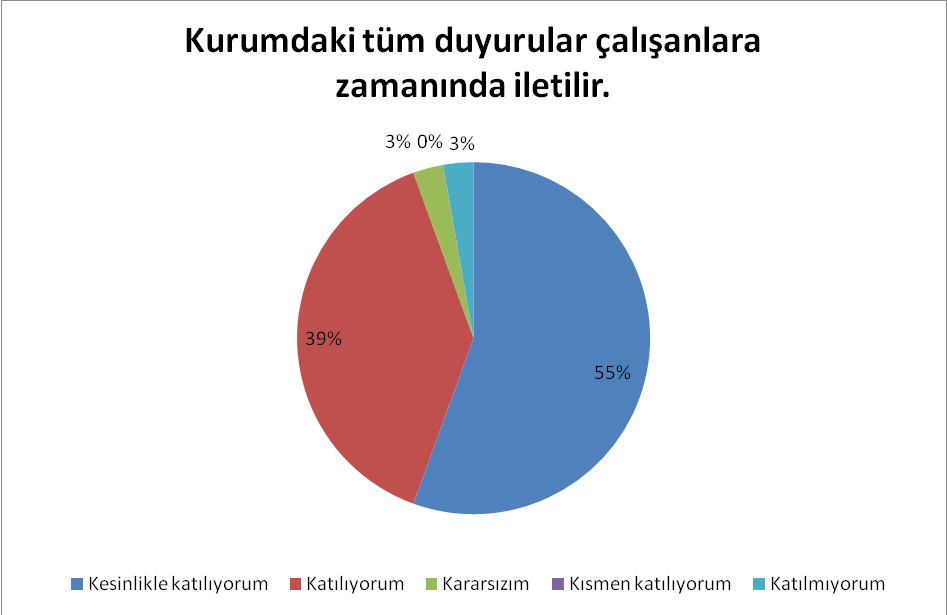 Kurumdaki tüm duyurular çalışanlara
zamanında iletilir.
3% 0% 3%
39%
55%
Kesinlikle katılıyorum Katılıyorum Kararsızım Kısmen katılıyorum Katılmıyorum